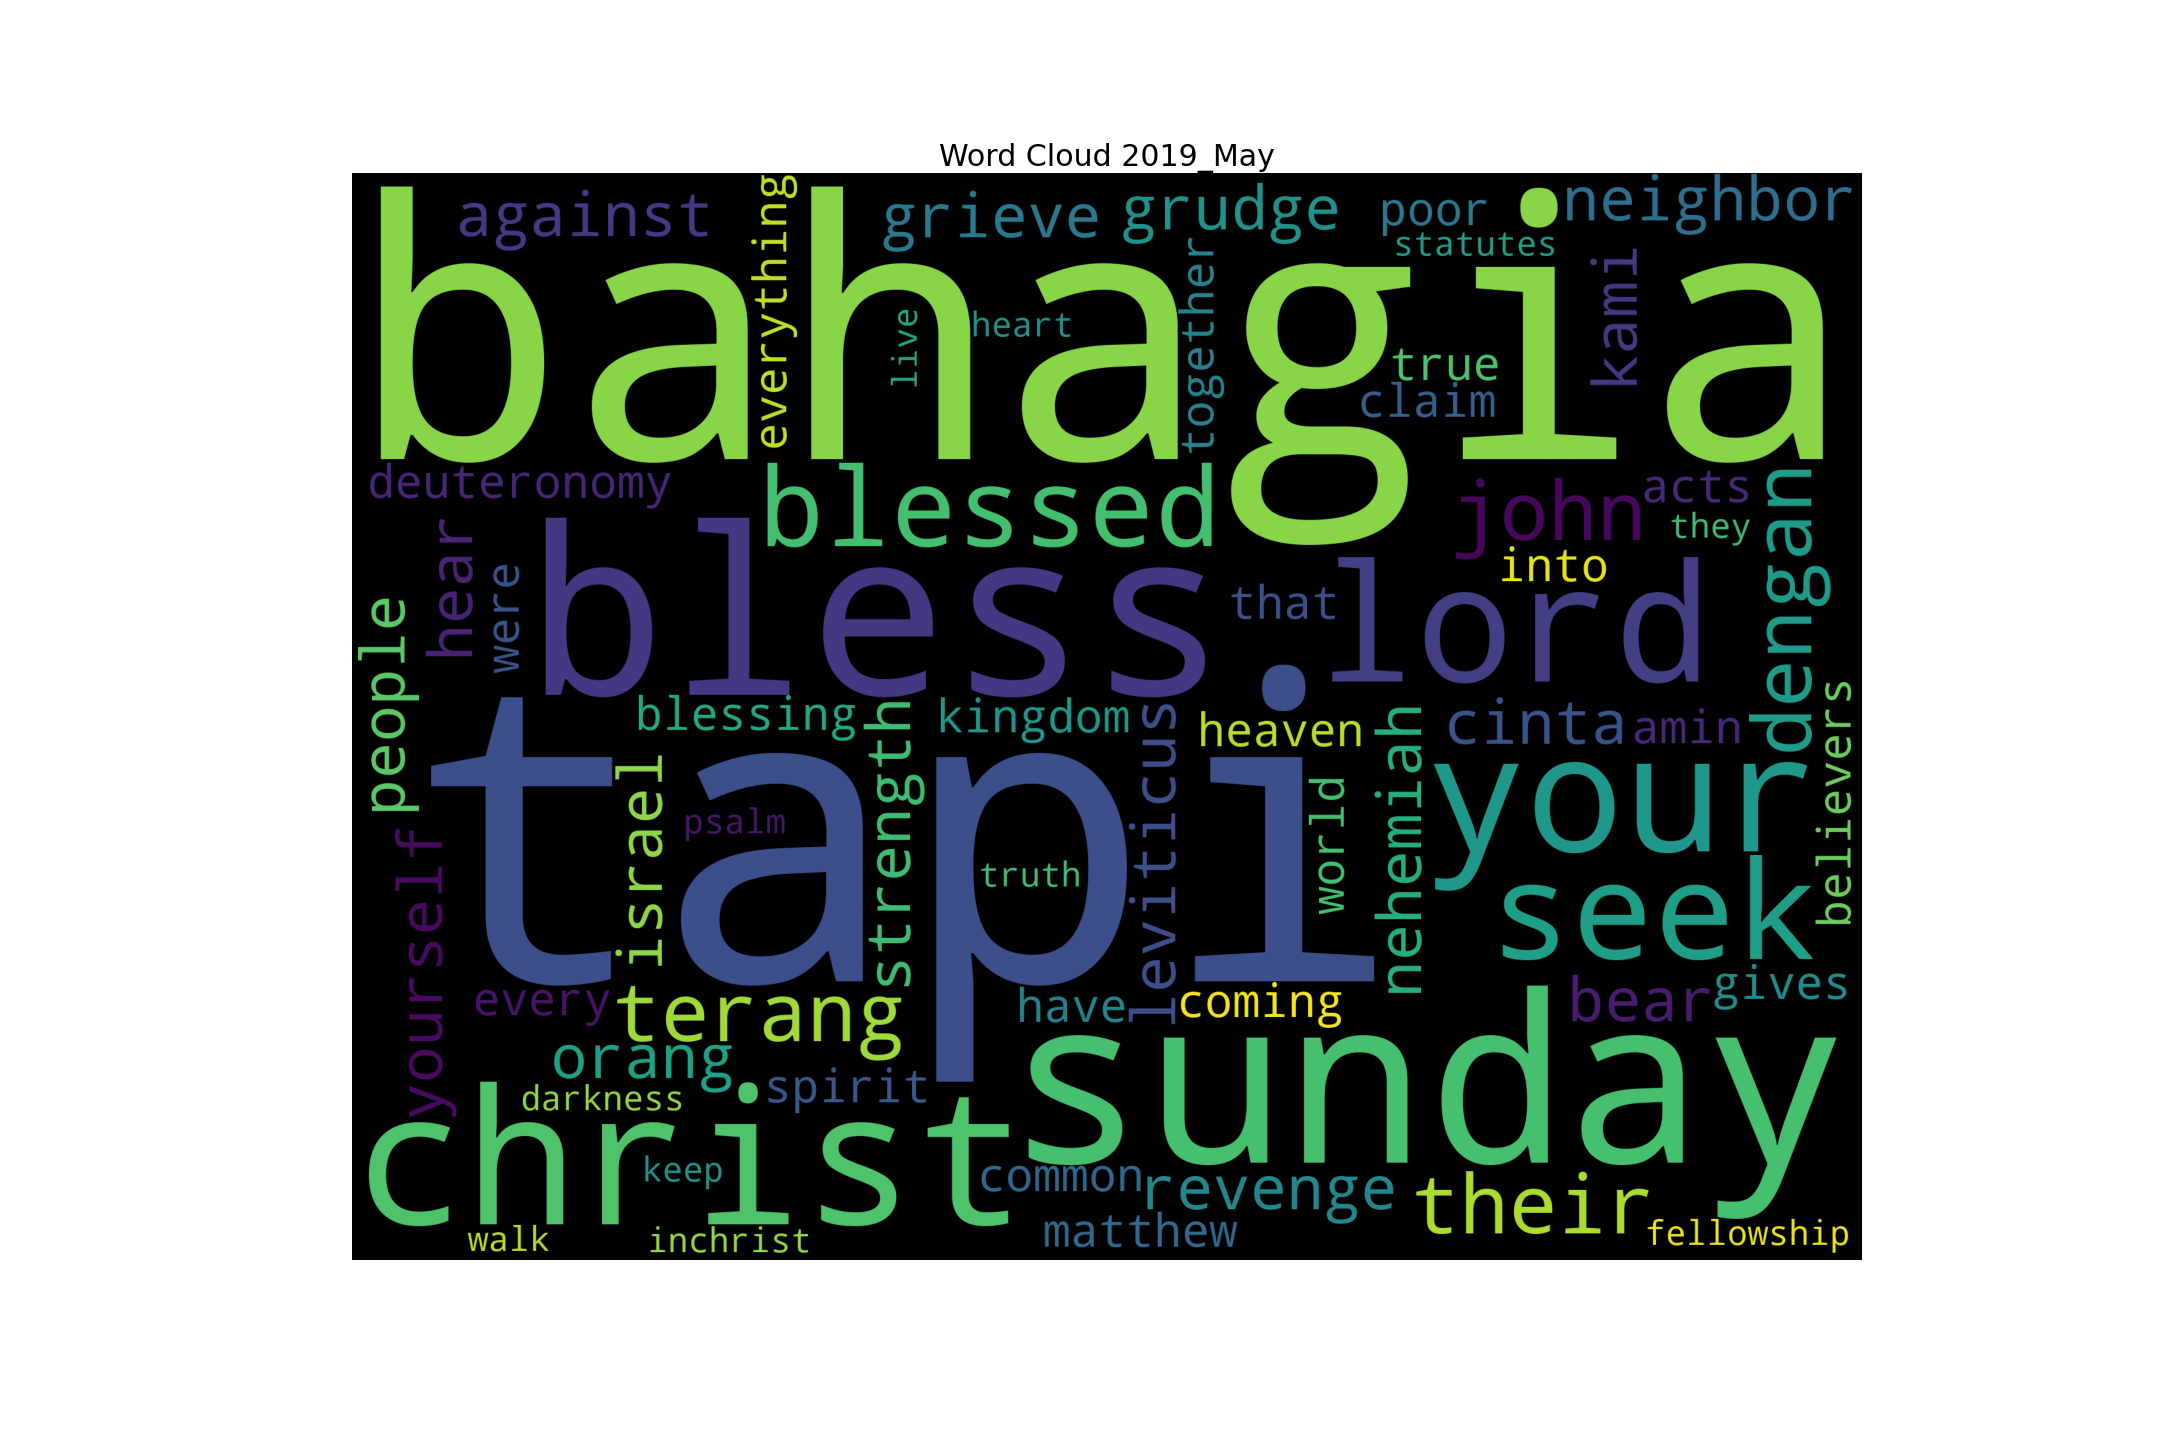 Word Cloud 2019_May
against
everything
grieve
grudge
poor
neighbor
statutes
bahagia
together
kami
live
heart
true
claim
deuteronomy
blessed
john
acts
they
dengan
hear
were
bless
that
lord
into
people
blessing
strength
kingdom
leviticus
heaven
nehemiah
cinta
amin
believers
israel
psalm
tapi
truth
world
your
yourself
seek
every
terang
have
coming
bear
gives
orang
spirit
darkness
christ
sunday
keep
common
revenge
their
matthew
walk
inchrist
fellowship